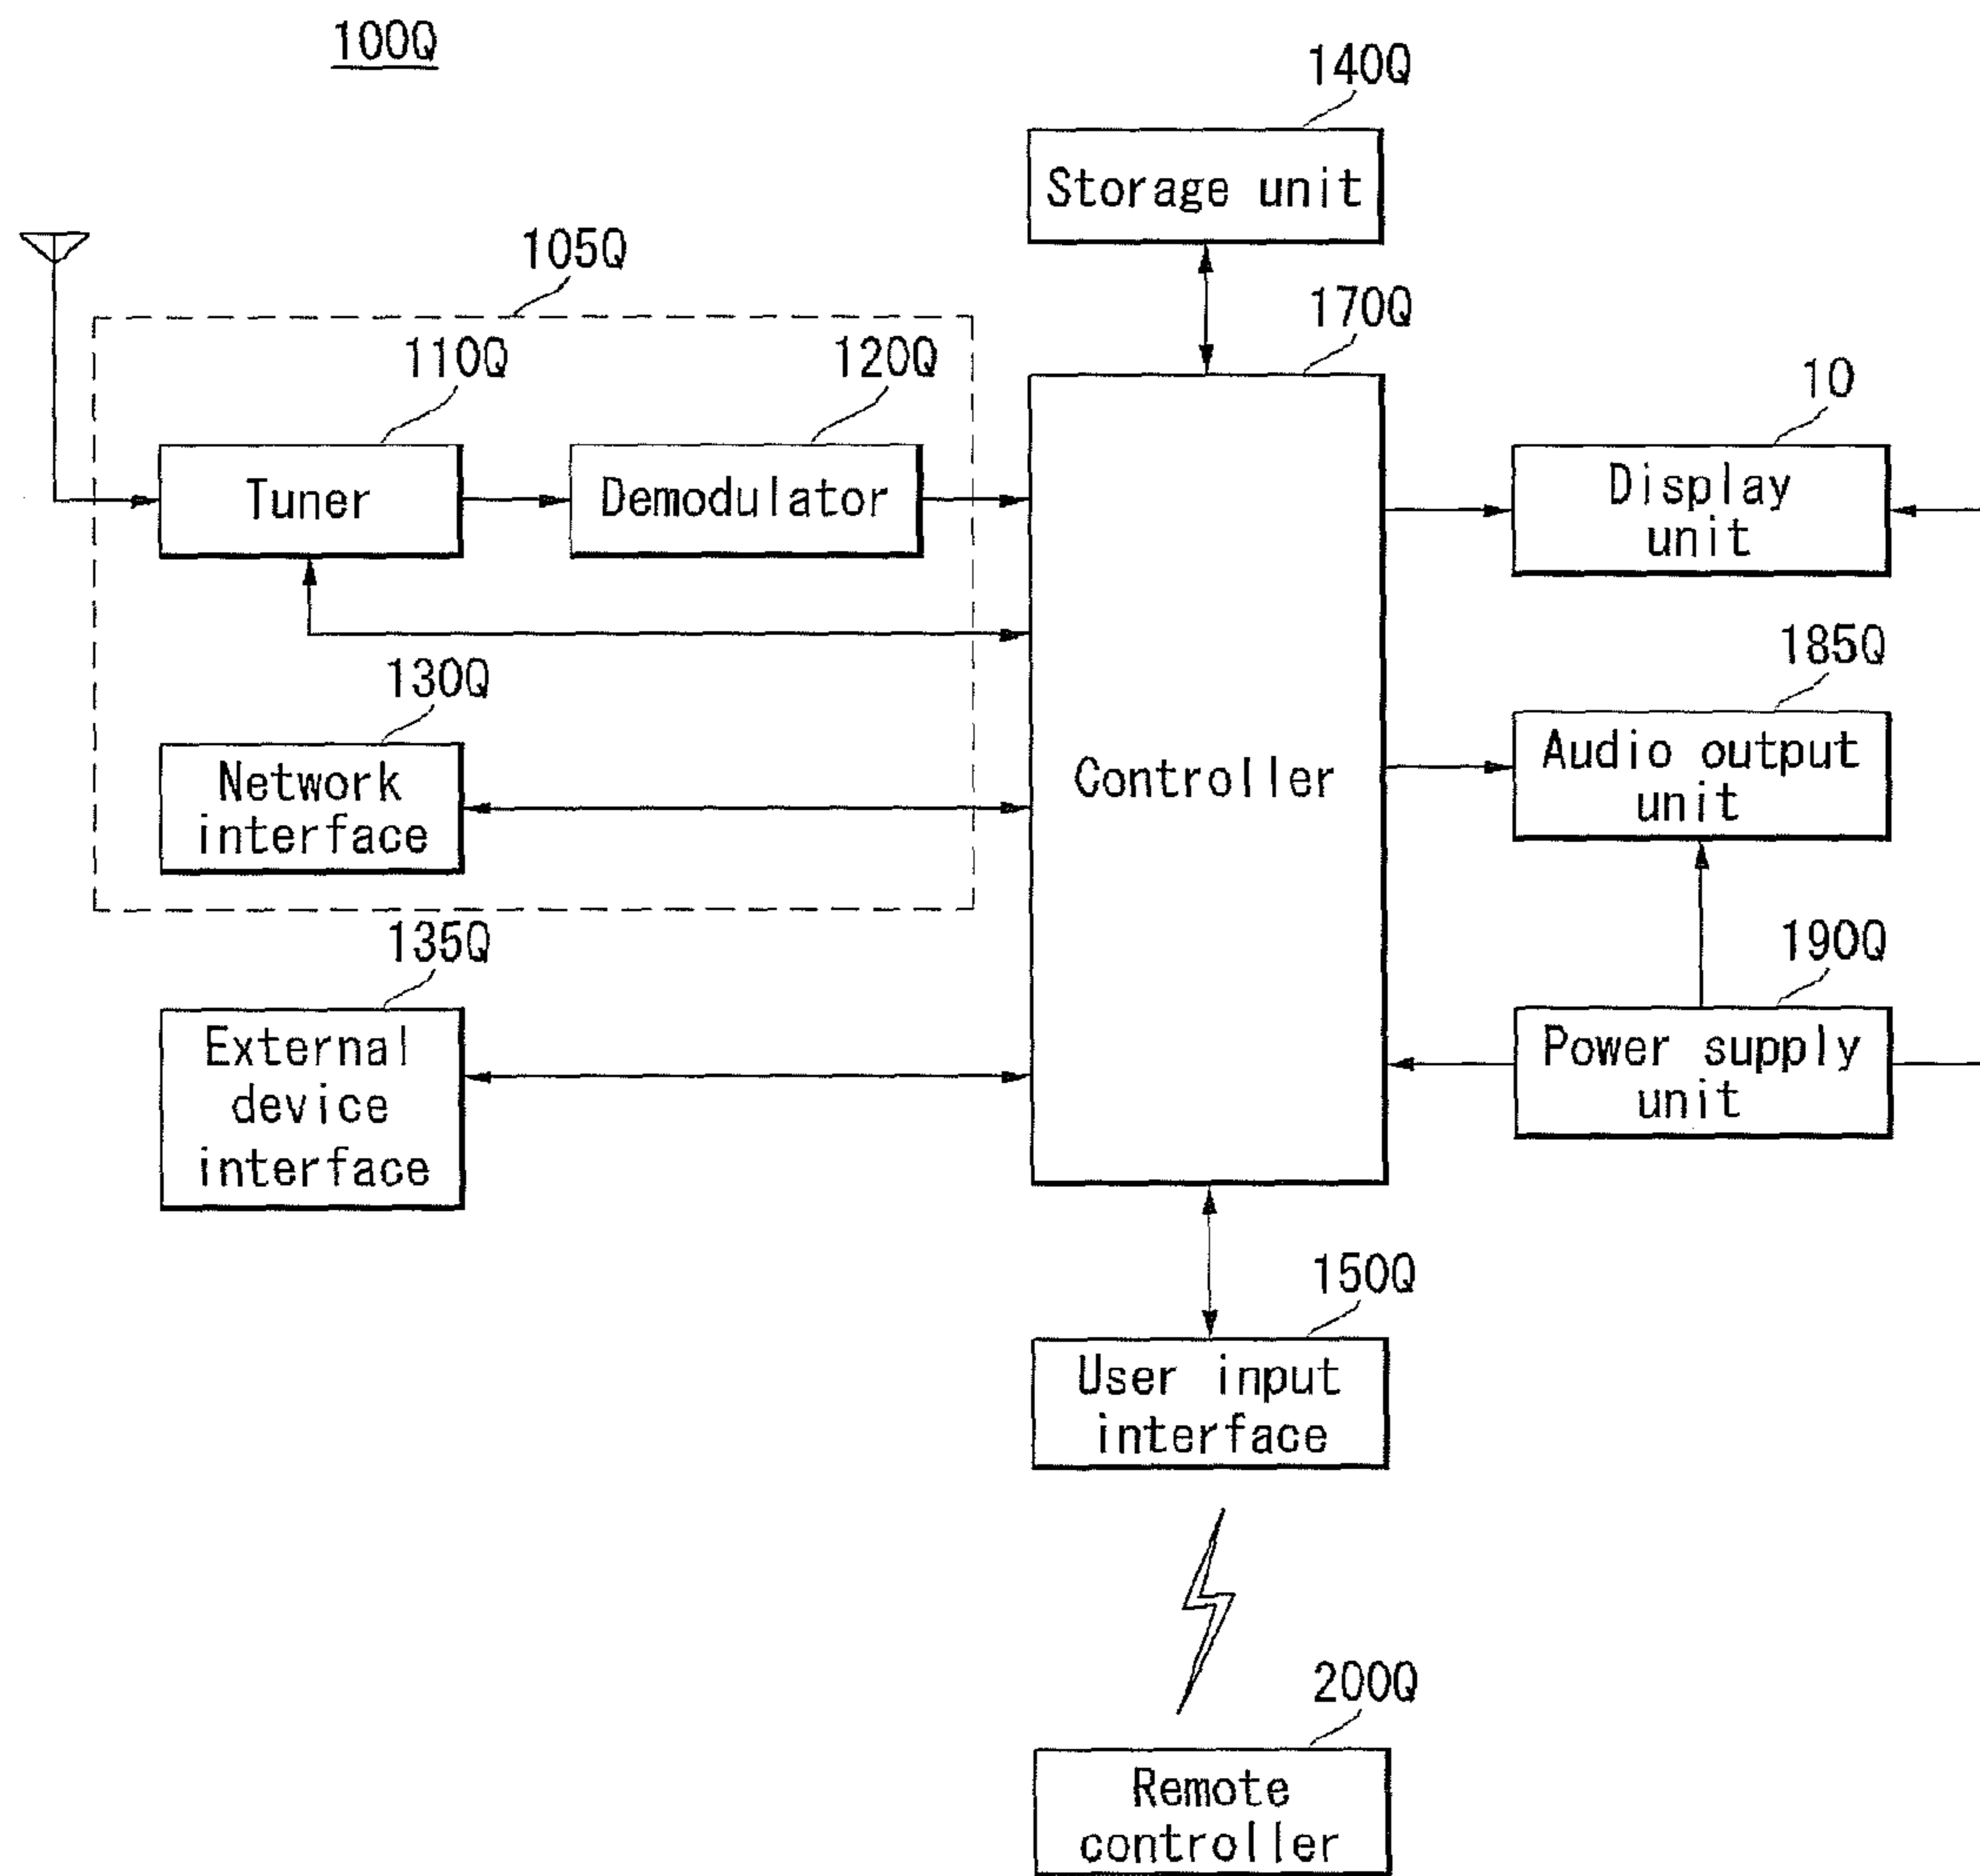 100Q
140Q
Storage unit
105Q
170Q
110Q
120Q
10
Tuner
Demodulator
Display
unit
185Q
130Q
Network
interface
Controller
Audio output
unit
135Q
190Q
External
device
interface
Power supply
unit
150Q
User input
interface
200Q
Remote
controller